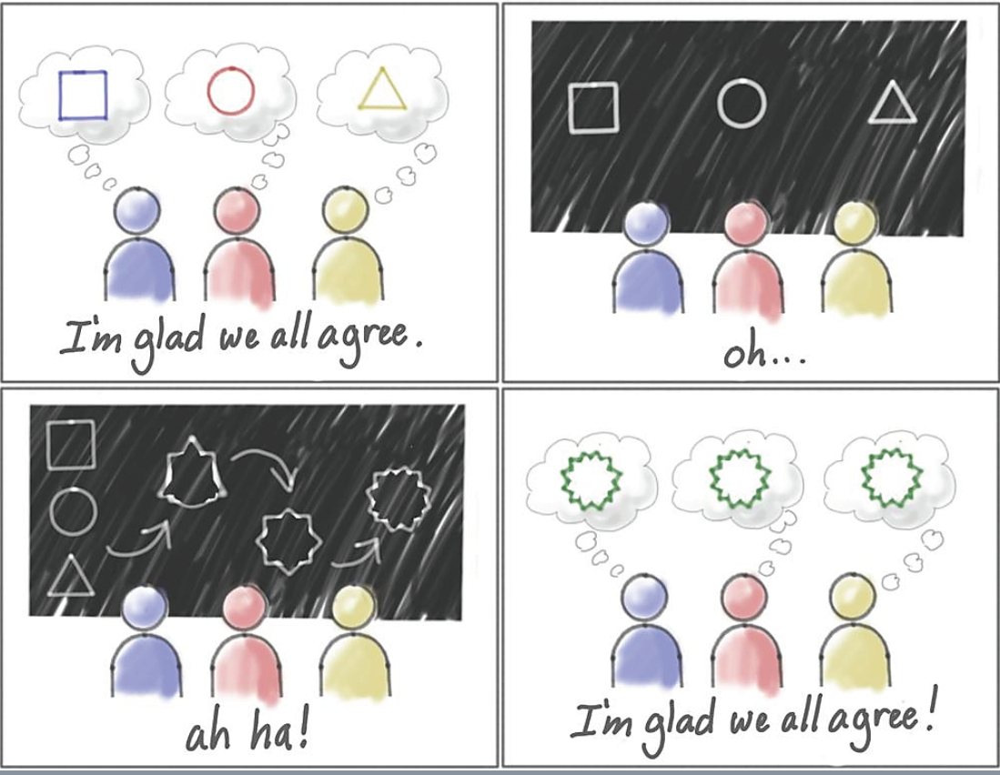 I'm glad we all agree.
oh...
ah ha!
I'm glad we all agree!